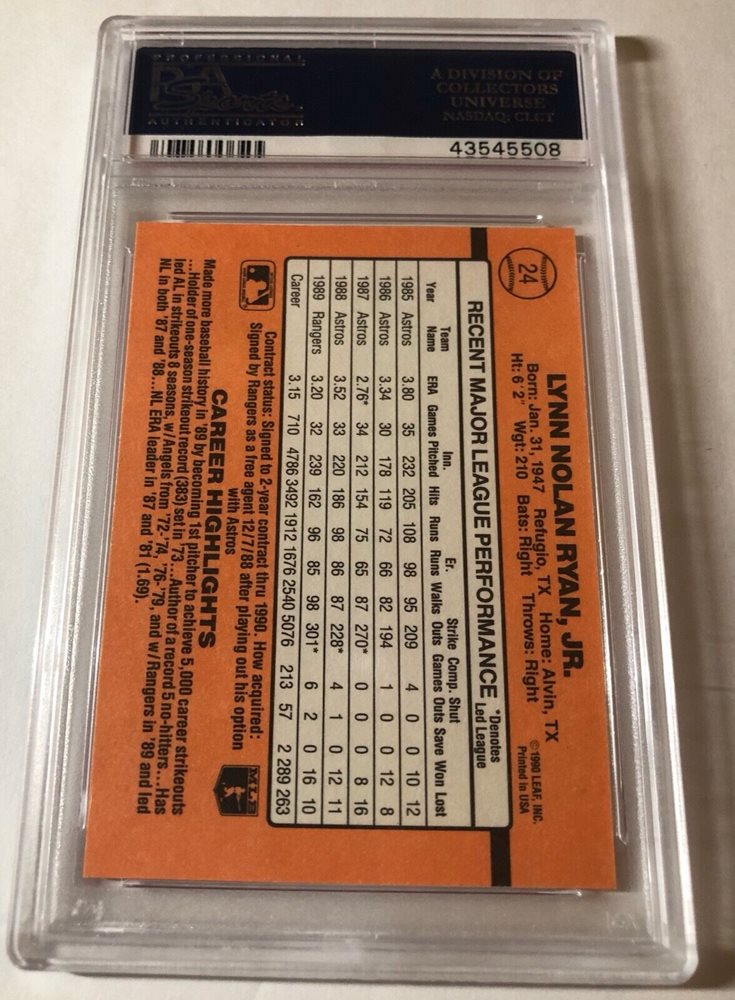 PROFESSIONAL
PSA
Sports
AUTHENTICATOR
A DIVISION OF
COLLECTORS
UNIVERSE
NASDAQ: CLCT
43545508
24
LYNN NOLAN RYAN, JR.
Born: Jan. 31, 1947 Refugio, TX Home: Alvin, TX
Ht: 6'2" Wgt: 210 Bats: Right Throws: Right
©1990 LEAF, INC.
Printed in USA
RECENT MAJOR LEAGUE PERFORMANCE *Denotes Led League
Year Team Name ERA Games Inn. Pitched Hits Runs Er. Runs Walks Strike Outs Comp. Games Shut Outs Save Won Lost
1985 Astros 3.80 35 232 205 108 98 95 209 4 0 0 10 12
1986 Astros 3.34 30 178 119 72 66 82 194 1 0 0 12 8
1987 Astros 2.76* 34 212 154 75 65 87 270* 0 0 0 8 16
1988 Astros 3.52 33 220 186 98 86 87 228* 4 1 0 12 11
1989 Rangers 3.20 32 239 162 96 85 98 301* 6 2 0 16 10
Career 3.15 710 4786 3492 1912 1676 2540 5076 213 57 2 289 263
Contract status: Signed to 2-year contract thru 1990. How acquired:
Signed by Rangers as a free agent 12/7/88 after playing out his option
with Astros
MLB
CAREER HIGHLIGHTS
Made more baseball history in '89 by becoming 1st pitcher to achieve 5,000 career strikeouts
...Holder of one-season strikeout record (383) set in '73...Author of a record 5 no-hitters...Has
led AL in strikeouts 8 seasons, w/Angels from '72-'74, '76-'79, and w/Rangers in '89 and led
NL in both '87 and '88...NL ERA leader in '87 and '81 (1.69).